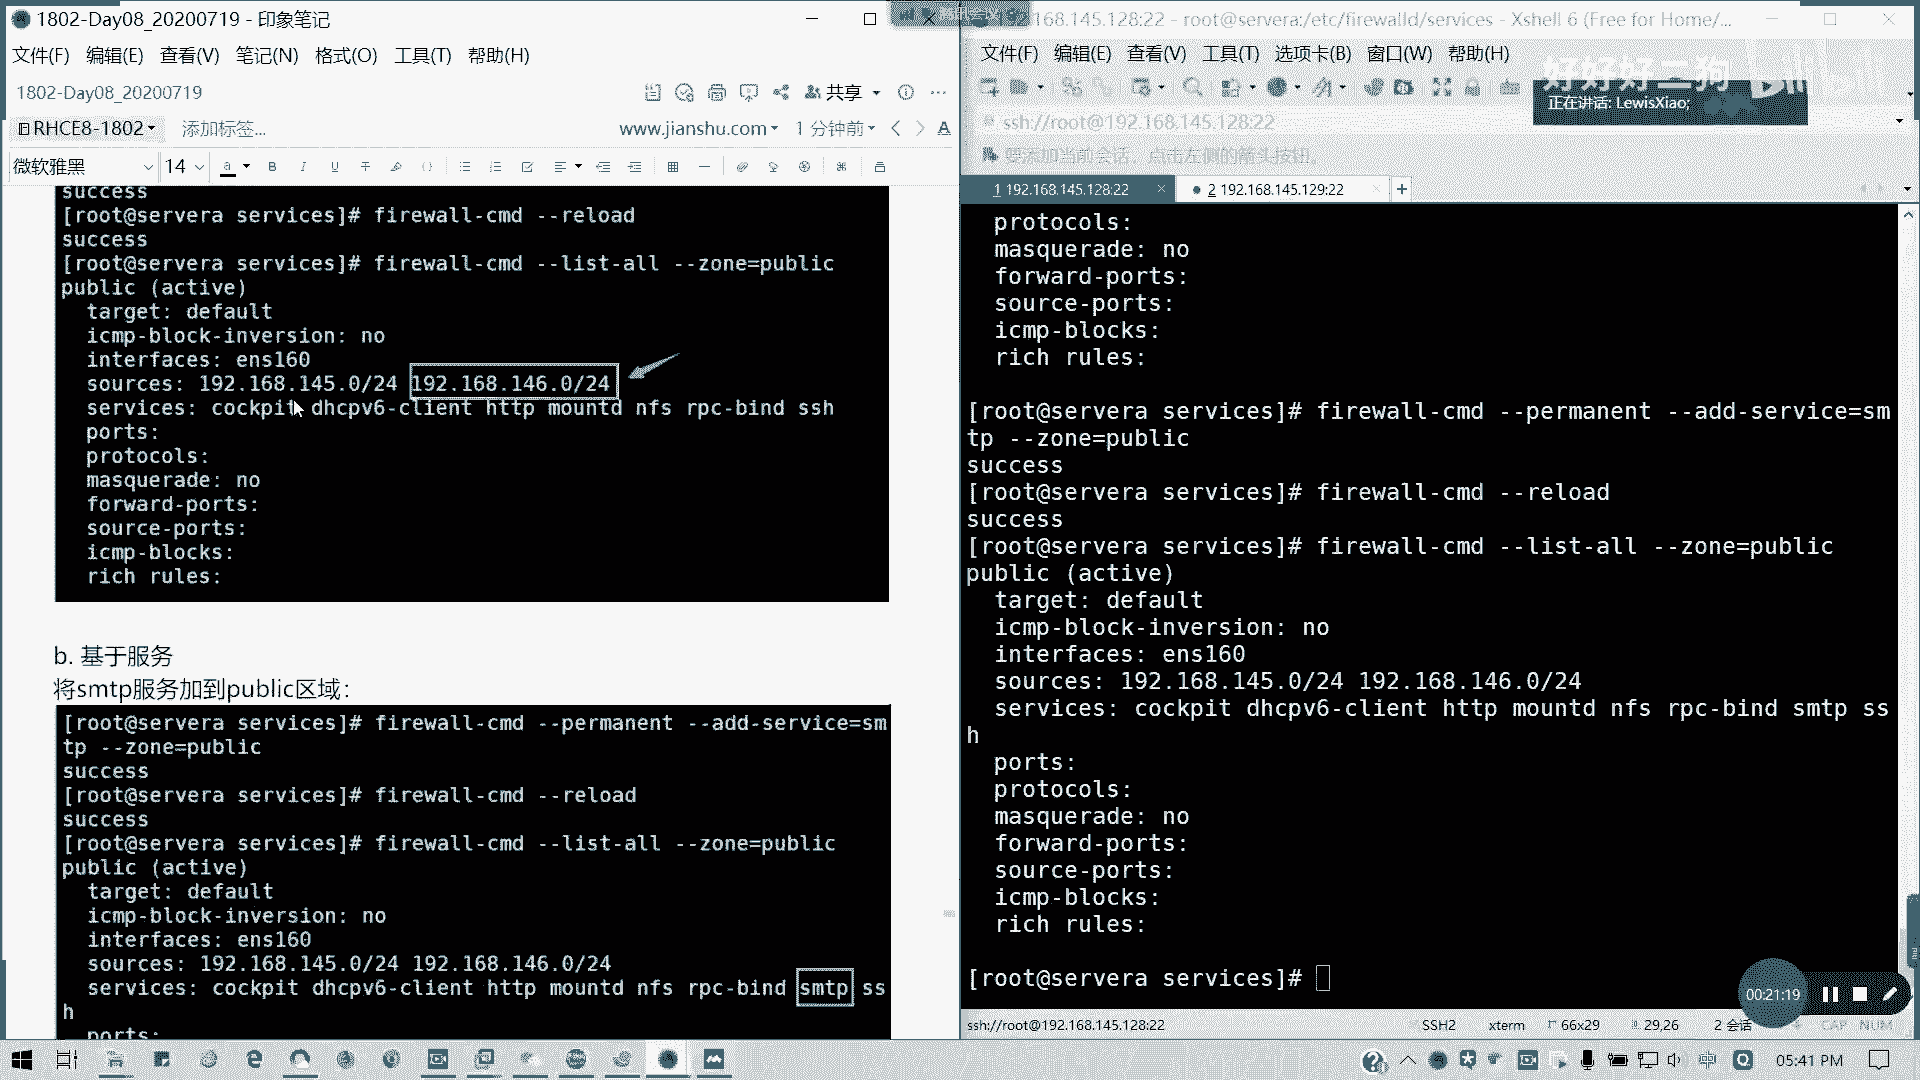 1802-Day08_20200719 - 印象笔记
文件(F) 编辑(E) 查看(V) 笔记(N) 格式(O) 工具(T) 帮助(H)
1802-Day08_20200719
共享
RHCE8-1802 添加标签...
www.jianshu.com 1 分钟前
微软雅黑 14
success
[root@servera services]# firewall-cmd --reload
success
[root@servera services]# firewall-cmd --list-all --zone=public
public (active)
target: default
icmp-block-inversion: no
interfaces: ens160
sources: 192.168.145.0/24 192.168.146.0/24
services: cockpit dhcpv6-client http mountd nfs rpc-bind ssh
ports:
protocols:
masquerade: no
forward-ports:
source-ports:
icmp-blocks:
rich rules:
b. 基于服务
将smtp服务加到public区域：
[root@servera services]# firewall-cmd --permanent --add-service=sm
tp --zone=public
success
[root@servera services]# firewall-cmd --reload
success
[root@servera services]# firewall-cmd --list-all --zone=public
public (active)
target: default
icmp-block-inversion: no
interfaces: ens160
sources: 192.168.145.0/24 192.168.146.0/24
services: cockpit dhcpv6-client http mountd nfs rpc-bind smtp ss
h
ports:
192.168.145.128:22 - root@servera:/etc/firewalld/services - Xshell 6 (Free for Home/...
文件(F) 编辑(E) 查看(V) 工具(T) 选项卡(B) 窗口(W) 帮助(H)
好好好二狗
正在讲话: LewisXiao;
ssh://root@192.168.145.128:22
要添加当前会话，点击左侧的箭头按钮。
1 192.168.145.128:22 2 192.168.145.129:22
protocols:
masquerade: no
forward-ports:
source-ports:
icmp-blocks:
rich rules:
[root@servera services]# firewall-cmd --permanent --add-service=sm
tp --zone=public
success
[root@servera services]# firewall-cmd --reload
success
[root@servera services]# firewall-cmd --list-all --zone=public
public (active)
target: default
icmp-block-inversion: no
interfaces: ens160
sources: 192.168.145.0/24 192.168.146.0/24
services: cockpit dhcpv6-client http mountd nfs rpc-bind smtp ss
h
ports:
protocols:
masquerade: no
forward-ports:
source-ports:
icmp-blocks:
rich rules:
[root@servera services]#
00:21:19
ssh://root@192.168.145.128:22 SSH2 xterm 66x29 29,26 2 会话 CAP NUM
中
05:41 PM